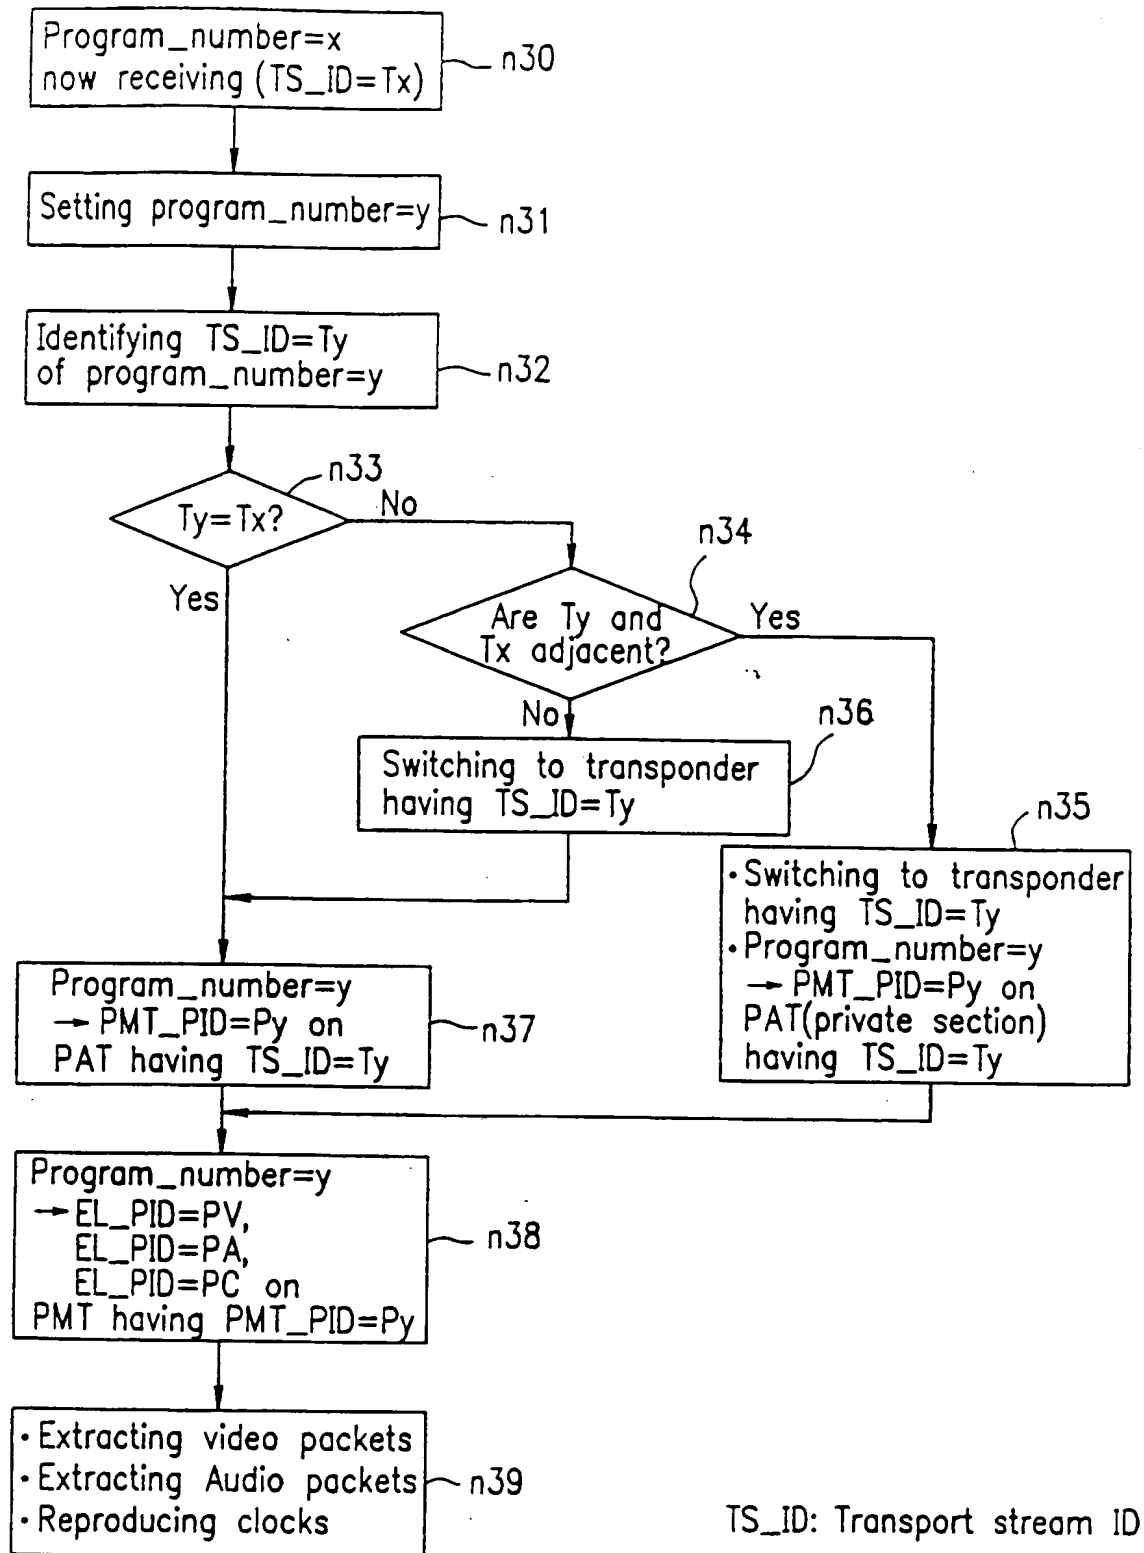 Program_number=x
now receiving (TS_ID=Tx)
n30
Setting program_number=y
n31
Identifying TS_ID=Ty
of program_number=y
n32
n33
Ty=Tx?
No
Yes
n34
Are Ty and
Tx adjacent?
Yes
No
n36
Switching to transponder
having TS_ID=Ty
n35
· Switching to transponder
having TS_ID=Ty
· Program_number=y
→ PMT_PID=Py on
PAT(private section)
having TS_ID=Ty
Program_number=y
→ PMT_PID=Py on
PAT having TS_ID=Ty
n37
Program_number=y
→ EL_PID=PV,
EL_PID=PA,
EL_PID=PC on
PMT having PMT_PID=Py
n38
· Extracting video packets
· Extracting Audio packets
· Reproducing clocks
n39
TS_ID: Transport stream ID